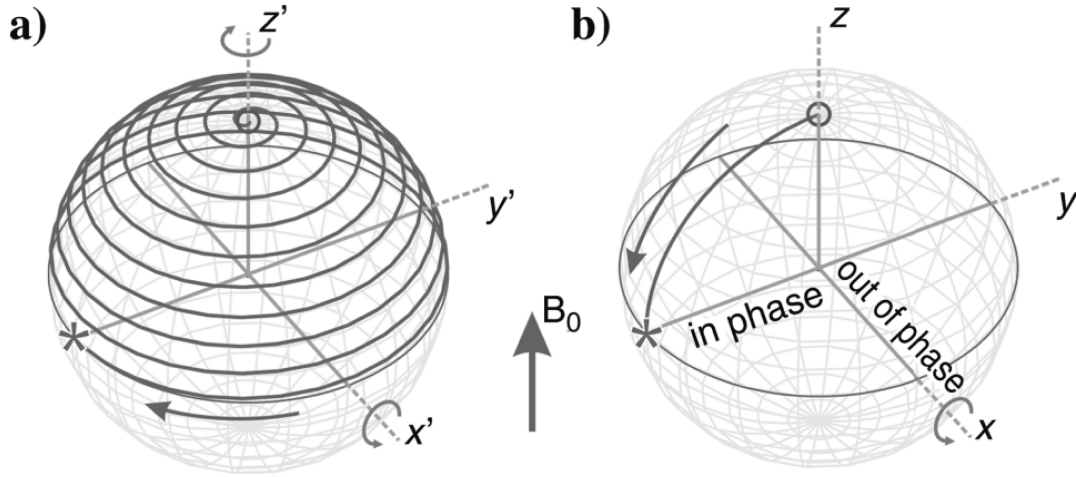 a)
z'
y'
x'
B₀
b)
z
y
x
in phase
out of phase